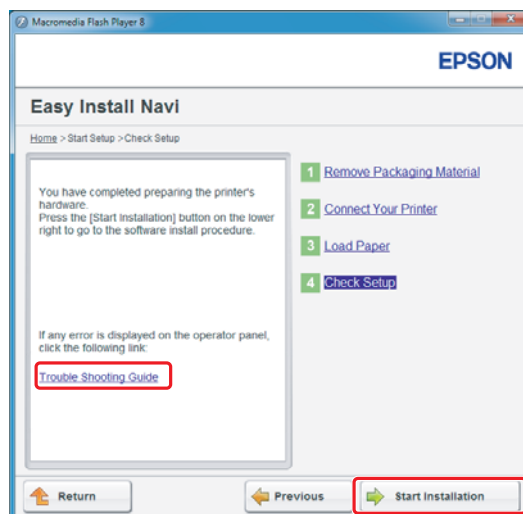 Macromedia Flash Player 8
EPSON
Easy Install Navi
Home > Start Setup >Check Setup
You have completed preparing the printer's
hardware.
Press the [Start Installation] button on the lower
right to go to the software install procedure.
If any error is displayed on the operator panel,
click the following link:
Trouble Shooting Guide
1 Remove Packaging Material
2 Connect Your Printer
3 Load Paper
4 Check Setup
Return
Previous
Start Installation